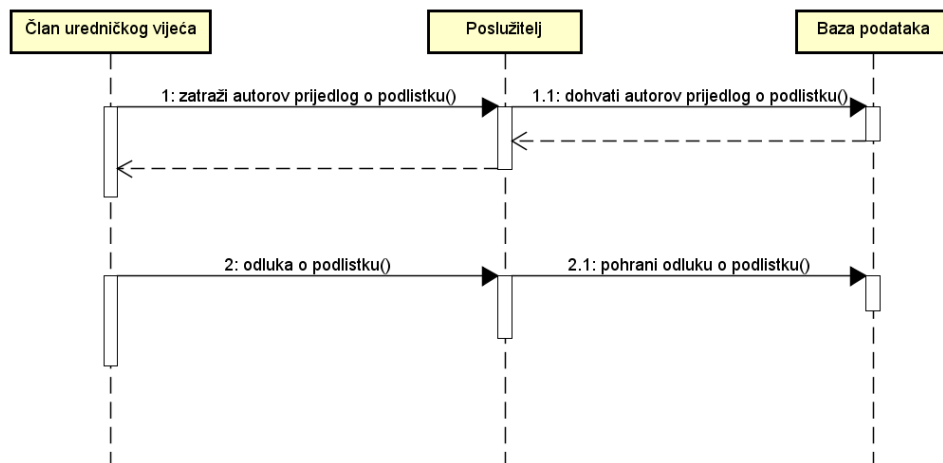 Član uredničkog vijeća
Poslužitelj
Baza podataka
1: zatraži autorov prijedlog o podlistku()
1.1: dohvati autorov prijedlog o podlistku()
2: odluka o podlistku()
2.1: pohrani odluku o podlistku()